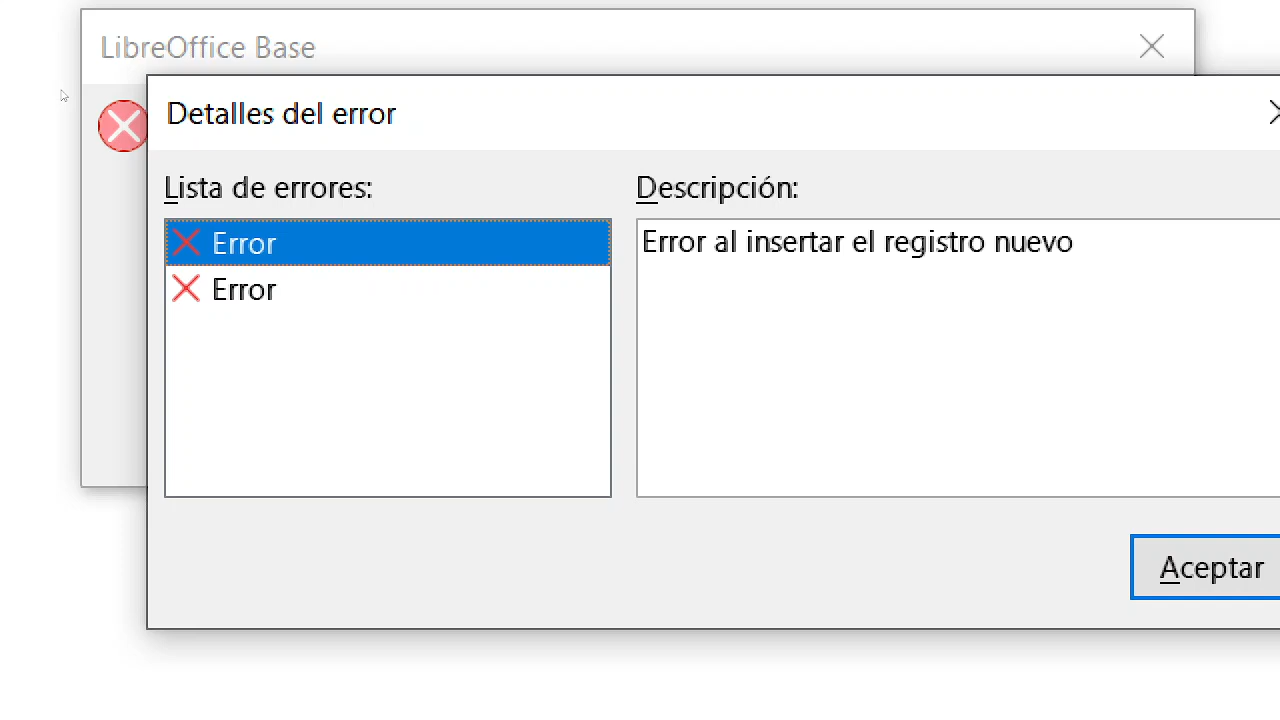 LibreOffice Base
Detalles del error
Lista de errores:
Descripción:
Error
Error al insertar el registro nuevo
Error
Aceptar